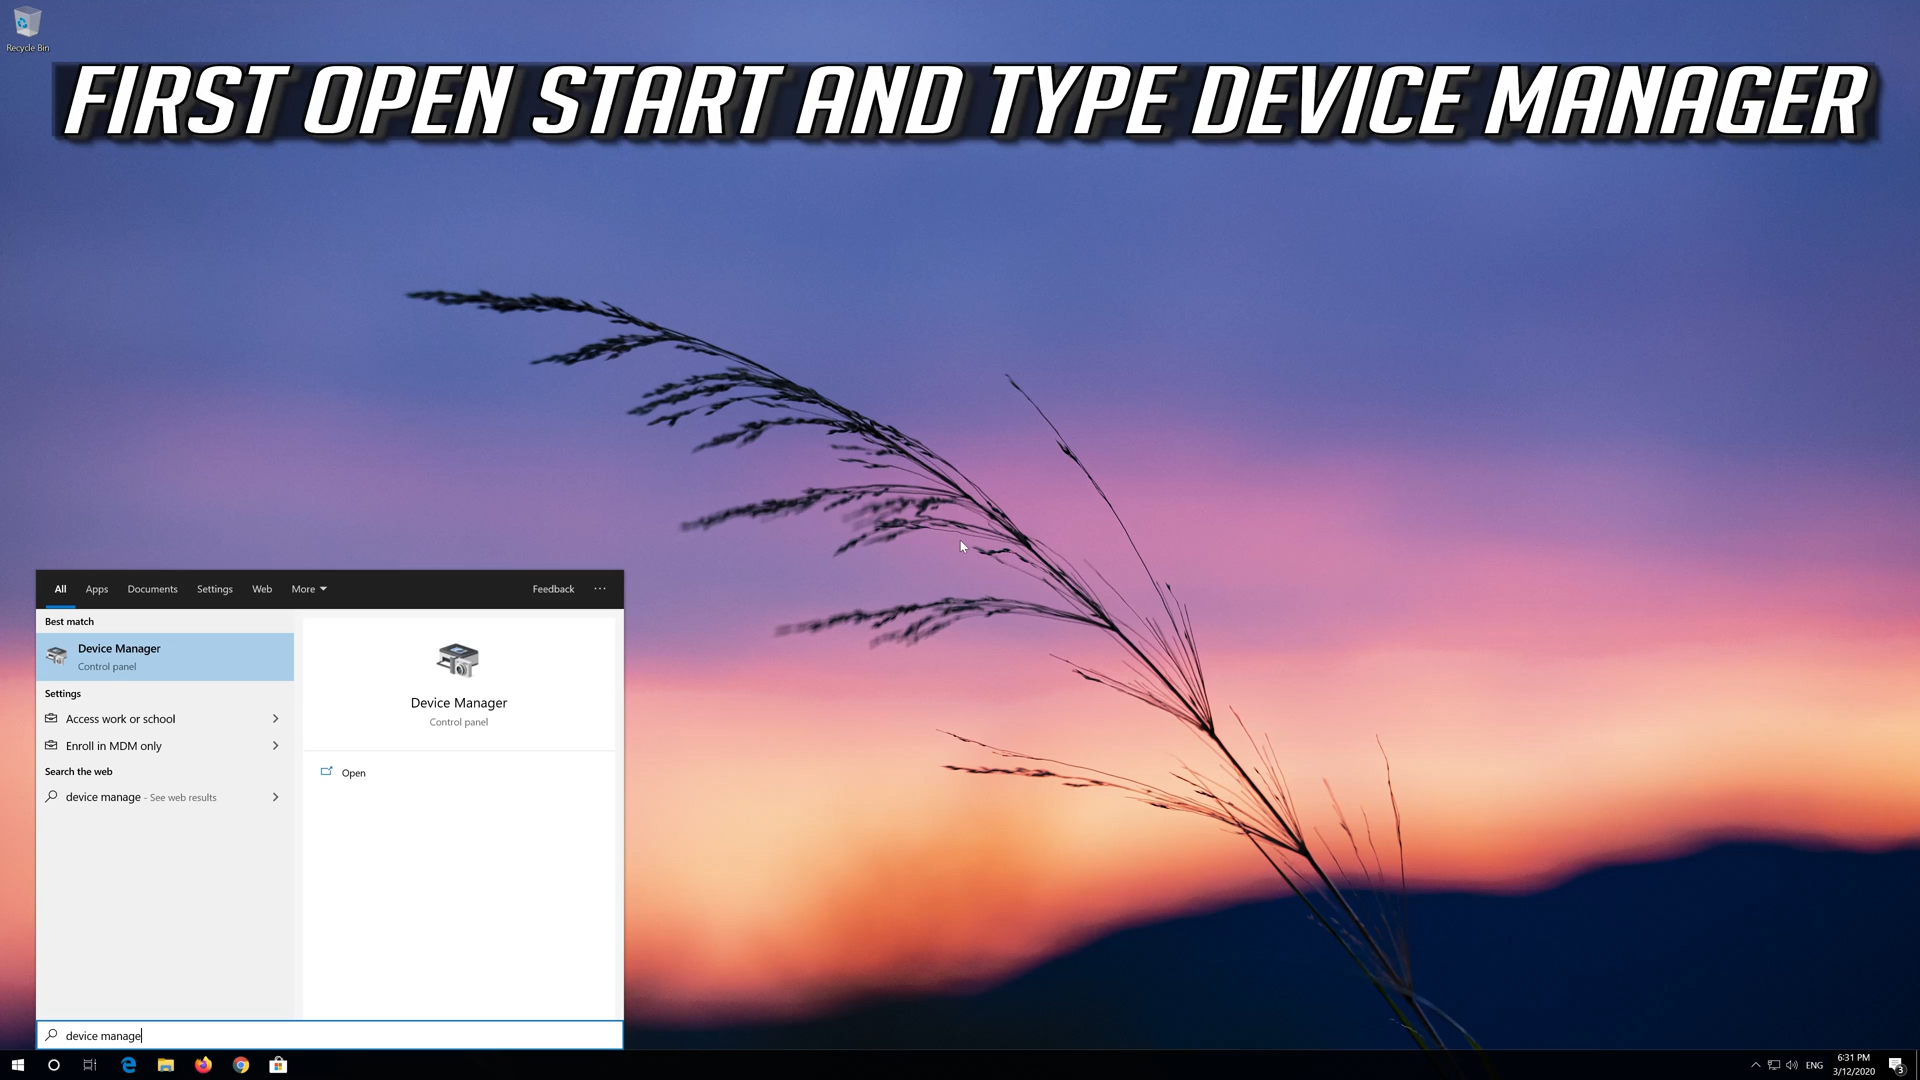 Recycle Bin
FIRST OPEN START AND TYPE DEVICE MANAGER
All Apps Documents Settings Web More Feedback ...
Best match
Device Manager
Control panel
Settings
Access work or school
Enroll in MDM only
Search the web
device manage - See web results
Device Manager
Control panel
Open
device manage
ENG
6:31 PM
3/12/2020
3